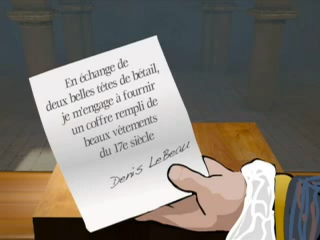 En échange de
deux belles têtes de bétail,
je m'engage à fournir
un coffre rempli de
beaux vêtements
du 17e siècle
Denis LeBeau